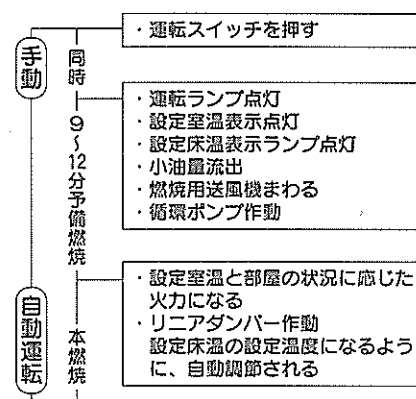 手動
自動運転
同時
9～12分予備燃焼
本燃焼
・運転スイッチを押す
・運転ランプ点灯
・設定室温表示点灯
・設定床温表示ランプ点灯
・小油量流出
・燃焼用送風機まわる
・循環ポンプ作動
・設定室温と部屋の状況に応じた
火力になる
・リニアダンパー作動
設定床温の設定温度になるよう
に、自動調節される